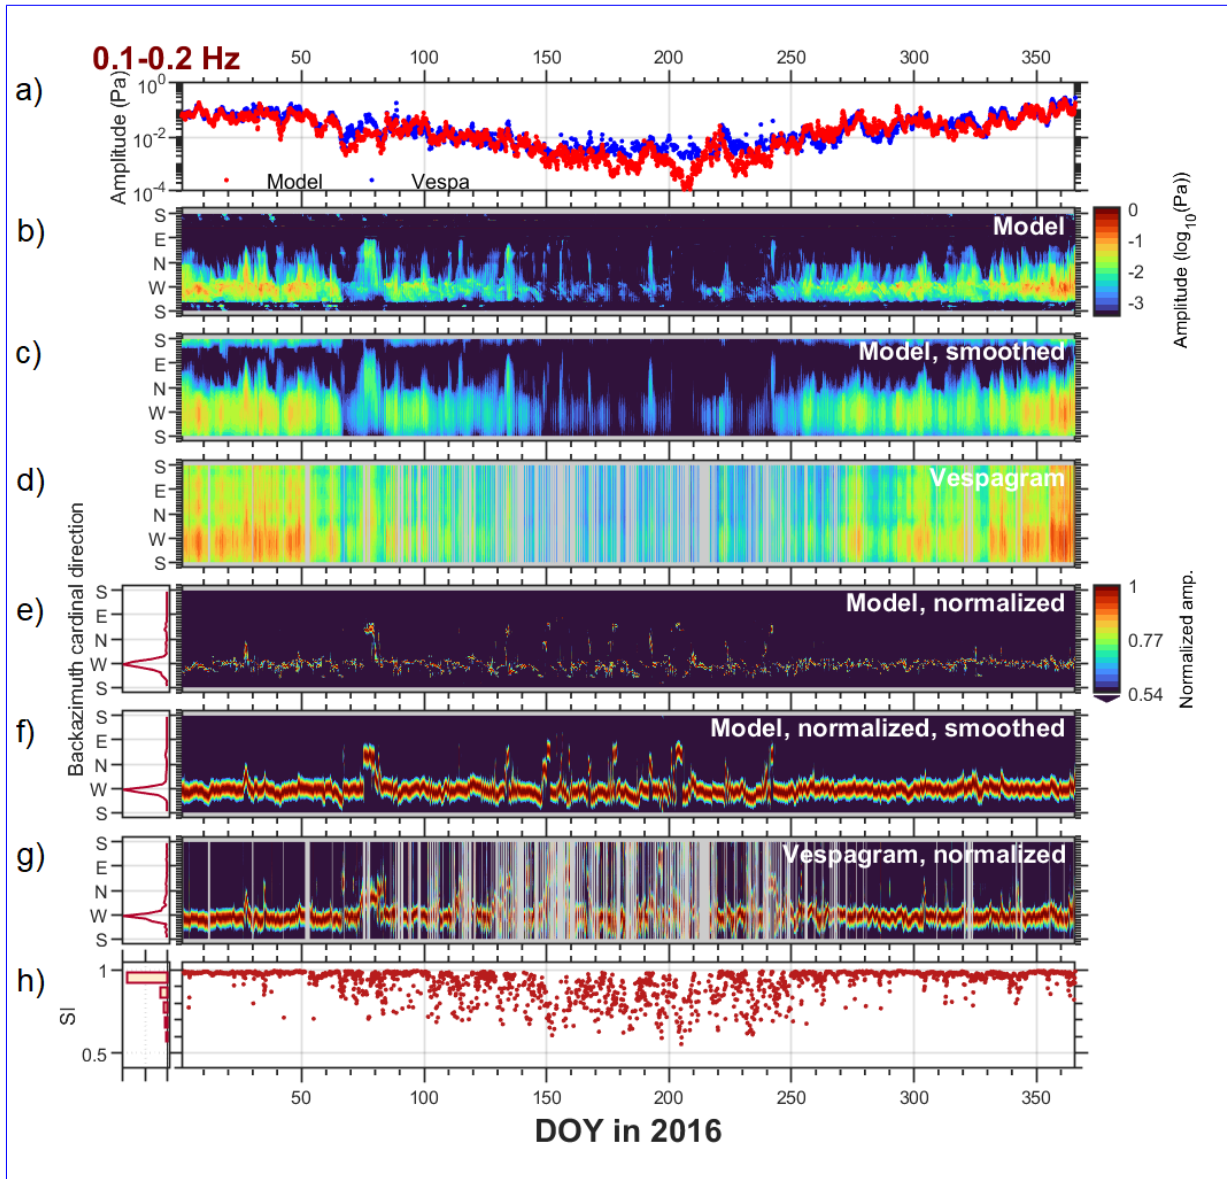 0.1-0.2 Hz
50 100 150 200 250 300 350
a)
Amplitude (Pa)
10^0
10^-2
10^-4
Model Vespa
b)
S
E
N
W
S
Model
0
-1
-2
-3
Amplitude (log10(Pa))
c)
S
E
N
W
S
Model, smoothed
d)
S
E
N
W
S
Vespagram
Backazimuth cardinal direction
e)
S
E
N
W
S
Model, normalized
1
0.77
0.54
Normalized amp.
f)
S
E
N
W
S
Model, normalized, smoothed
g)
S
E
N
W
S
Vespagram, normalized
h)
SI
1
0.5
50 100 150 200 250 300 350
DOY in 2016